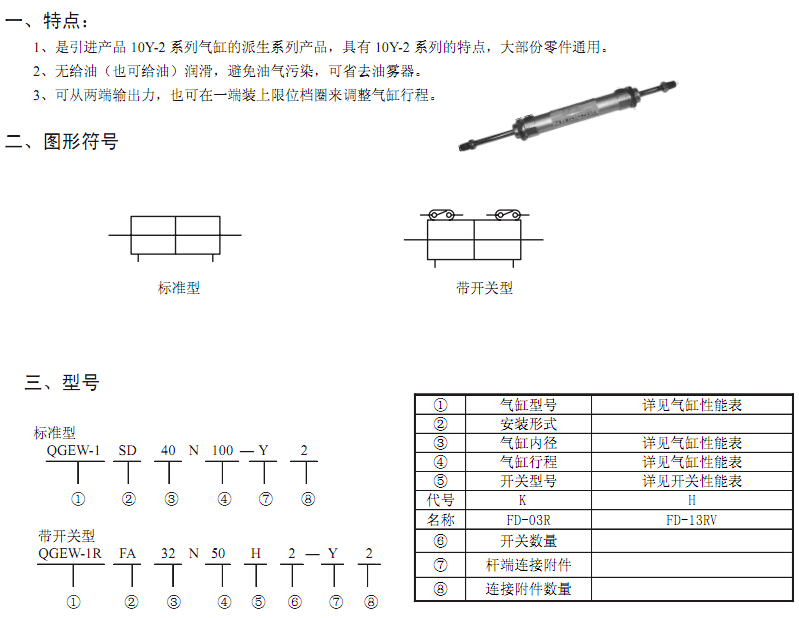 一、特点：
1、是引进产品 10Y-2 系列气缸的派生系列产品，具有 10Y-2 系列的特点，大部份零件通用。
2、无给油（也可给油）润滑，避免油气污染，可省去油雾器。
3、可从两端输出力，也可在一端装上限位档圈来调整气缸行程。
二、图形符号
标准型 带开关型
三、型号
标准型
QGEW-1 SD 40 N 100 — Y 2
① ② ③ ④ ⑦ ⑧
带开关型
QGEW-1R FA 32 N 50 H 2 — Y 2
① ② ③ ④ ⑤ ⑥ ⑦ ⑧
① 气缸型号 详见气缸性能表
② 安装形式
③ 气缸内径 详见气缸性能表
④ 气缸行程 详见气缸性能表
⑤ 开关型号 详见开关性能表
代号 K H
名称 FD-03R FD-13RV
⑥ 开关数量
⑦ 杆端连接附件
⑧ 连接附件数量